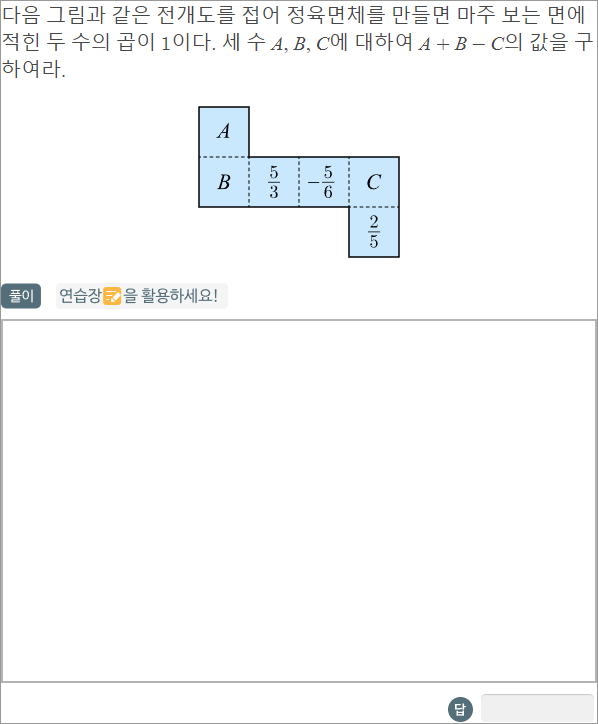 다음 그림과 같은 전개도를 접어 정육면체를 만들면 마주 보는 면에
적힌 두 수의 곱이 1이다. 세 수 A, B, C에 대하여 A + B − C의 값을 구
하여라.
A
B 5/3 −5/6 C
2/5
풀이 연습장을 활용하세요!
답